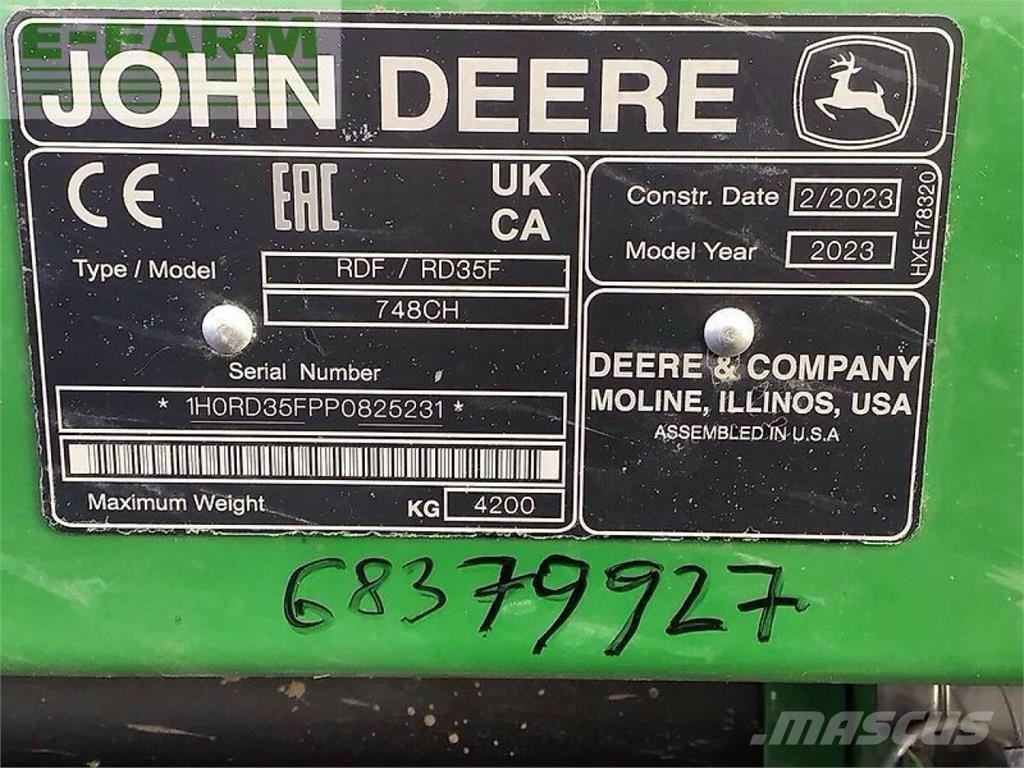 E-FARM
JOHN DEERE
CE EAC UK CA
Type / Model RDF / RD35F
748CH
Serial Number
* 1H0RD35FPP0825231 *
Maximum Weight KG 4200
Constr. Date 2/2023
Model Year 2023
HXE178320
DEERE & COMPANY
MOLINE, ILLINOS, USA
ASSEMBLED IN U.S.A
68379927
MASCUS